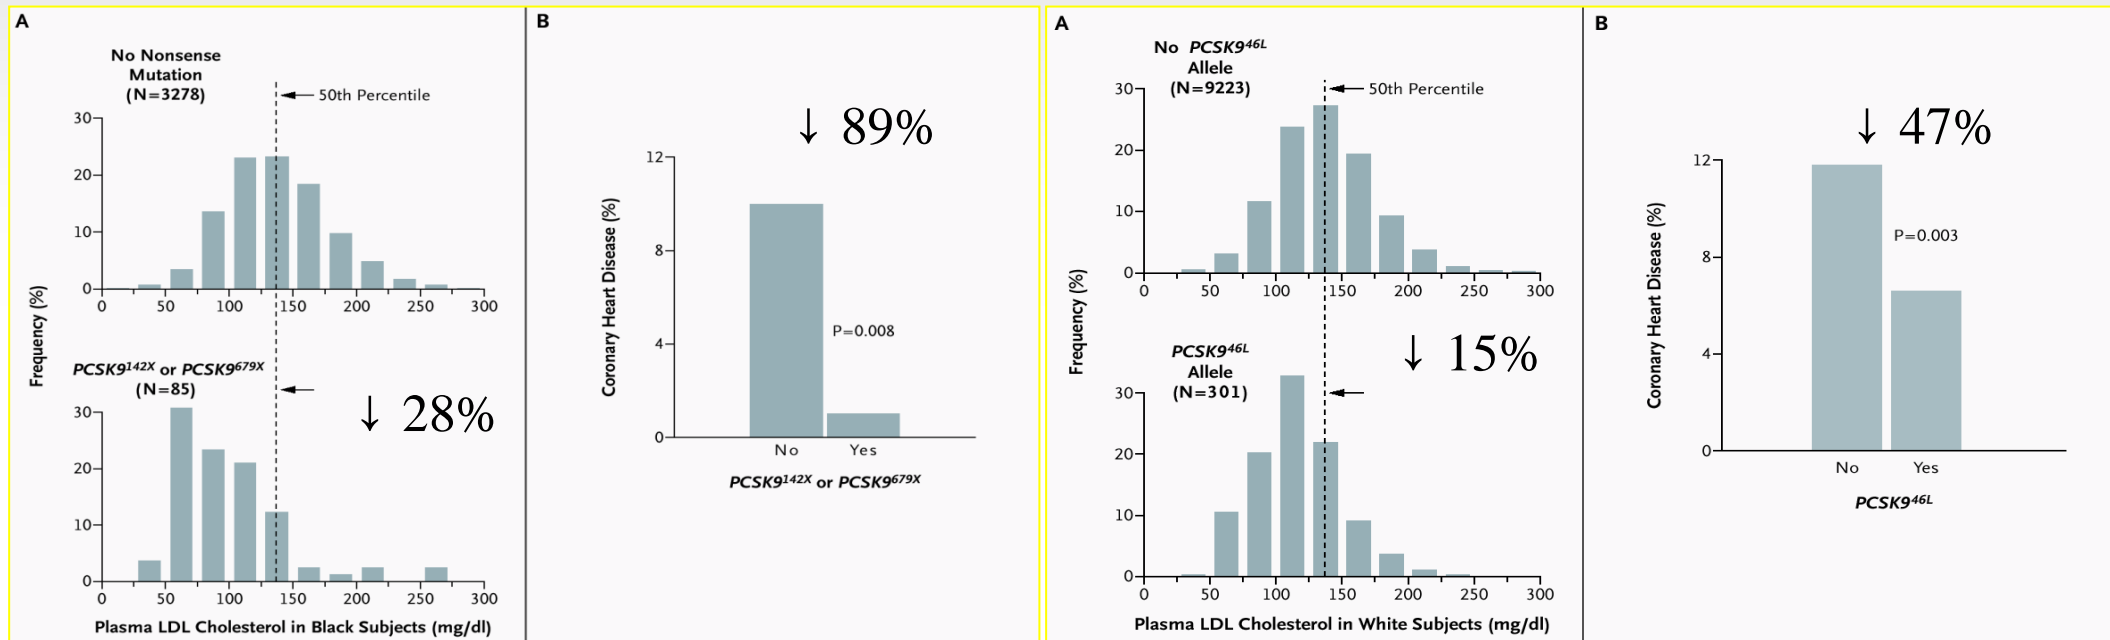 A
No Nonsense
Mutation
(N=3278)
50th Percentile
30
20
10
0
0 50 100 150 200 250 300
Frequency (%)
PCSK9142X or PCSK9679X
(N=85)
↓ 28%
30
20
10
0
0 50 100 150 200 250 300
Plasma LDL Cholesterol in Black Subjects (mg/dl)
B
↓ 89%
12
8
4
0
Coronary Heart Disease (%)
P=0.008
No Yes
PCSK9142X or PCSK9679X
A
No PCSK946L
Allele
(N=9223)
50th Percentile
30
20
10
0
0 50 100 150 200 250 300
Frequency (%)
PCSK946L
Allele
(N=301)
↓ 15%
30
20
10
0
0 50 100 150 200 250 300
Plasma LDL Cholesterol in White Subjects (mg/dl)
B
↓ 47%
12
8
4
0
Coronary Heart Disease (%)
P=0.003
No Yes
PCSK946L